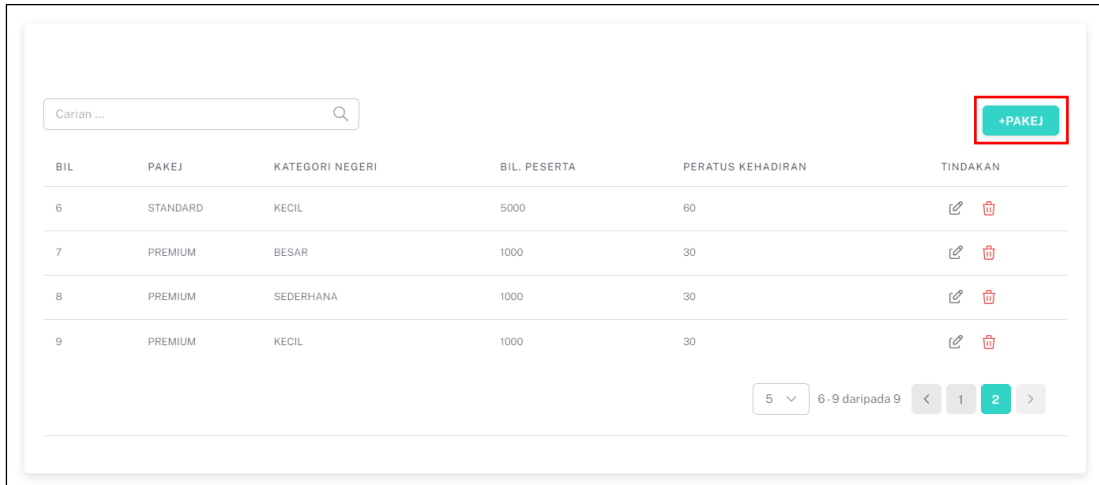 Carian ...
+PAKEJ
BIL PAKEJ KATEGORI NEGERI BIL. PESERTA PERATUS KEHADIRAN TINDAKAN
6 STANDARD KECIL 5000 60
7 PREMIUM BESAR 1000 30
8 PREMIUM SEDERHANA 1000 30
9 PREMIUM KECIL 1000 30
5 6-9 daripada 9 < 1 2 >